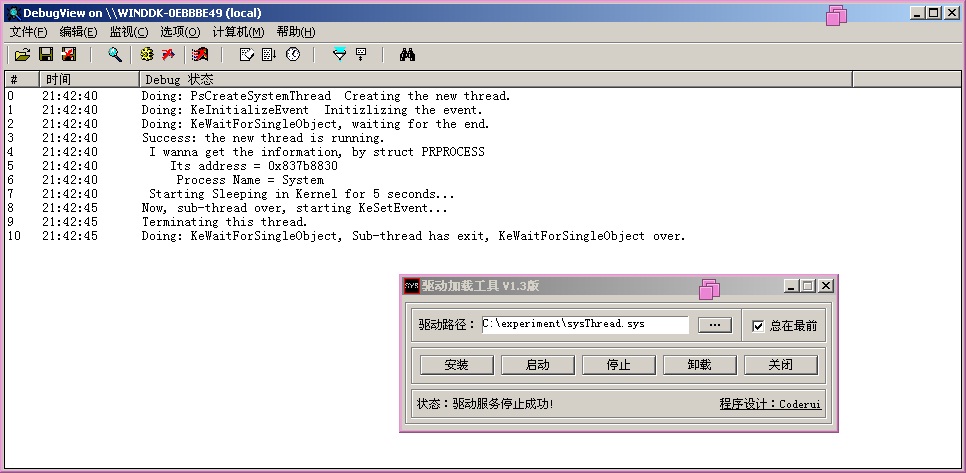 DebugView on \\WINDDK-0EBBBE49 (local)
文件(F) 编辑(E) 监视(C) 选项(O) 计算机(M) 帮助(H)
# 时间 Debug 状态
0 21:42:40 Doing: PsCreateSystemThread  Creating the new thread.
1 21:42:40 Doing: KeInitializeEvent  Initizlizing the event.
2 21:42:40 Doing: KeWaitForSingleObject, waiting for the end.
3 21:42:40 Success: the new thread is running.
4 21:42:40 I wanna get the information, by struct PRPROCESS
5 21:42:40 Its address = 0x837b8830
6 21:42:40 Process Name = System
7 21:42:40 Starting Sleeping in Kernel for 5 seconds...
8 21:42:45 Now, sub-thread over, starting KeSetEvent...
9 21:42:45 Terminating this thread.
10 21:42:45 Doing: KeWaitForSingleObject, Sub-thread has exit, KeWaitForSingleObject over.
SYS 驱动加载工具 V1.3版
驱动路径： C:\experiment\sysThread.sys ... 总在最前
安装 启动 停止 卸载 关闭
状态：驱动服务停止成功! 程序设计：Coderui